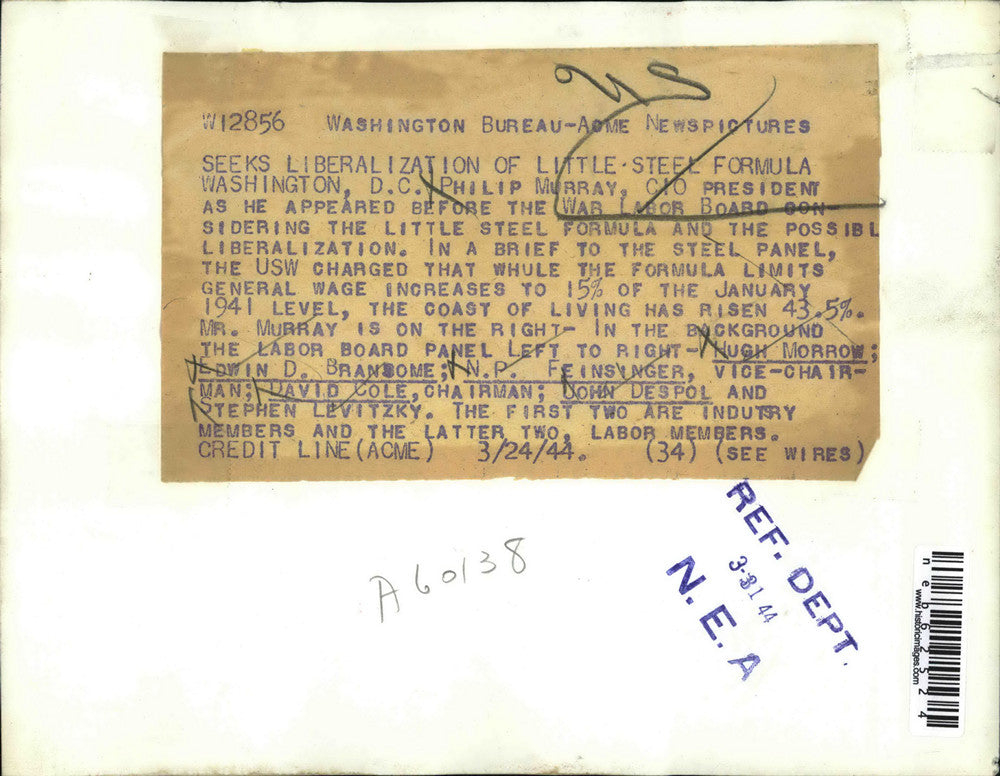 W12856 WASHINGTON BUREAU-ACME NEWSPICTURES
SEEKS LIBERALIZATION OF LITTLE-STEEL FORMULA
WASHINGTON, D.C. PHILIP MURRAY, CIO PRESIDENT
AS HE APPEARED BEFORE THE WAR LABOR BOARD CON-
SIDERING THE LITTLE STEEL FORMULA AND THE POSSIBL
LIBERALIZATION. IN A BRIEF TO THE STEEL PANEL,
THE USW CHARGED THAT WHULE THE FORMULA LIMITS
GENERAL WAGE INCREASES TO 15% OF THE JANUARY
1941 LEVEL, THE COAST OF LIVING HAS RISEN 43.5%.
MR. MURRAY IS ON THE RIGHT- IN THE BACKGROUND
THE LABOR BOARD PANEL LEFT TO RIGHT- HUGH MORROW;
EDWIN D. BRANSOME; N.P. FEINSINGER, VICE-CHAIR-
MAN; DAVID COLE, CHAIRMAN; JOHN DESPOL AND
STEPHEN LEVITZKY. THE FIRST TWO ARE INDUTRY
MEMBERS AND THE LATTER TWO, LABOR MEMBERS.
CREDIT LINE (ACME) 3/24/44. (34) (SEE WIRES)
A60138
REF. DEPT.
3-31 44
N. E. A
neb62524
www.historicimages.com